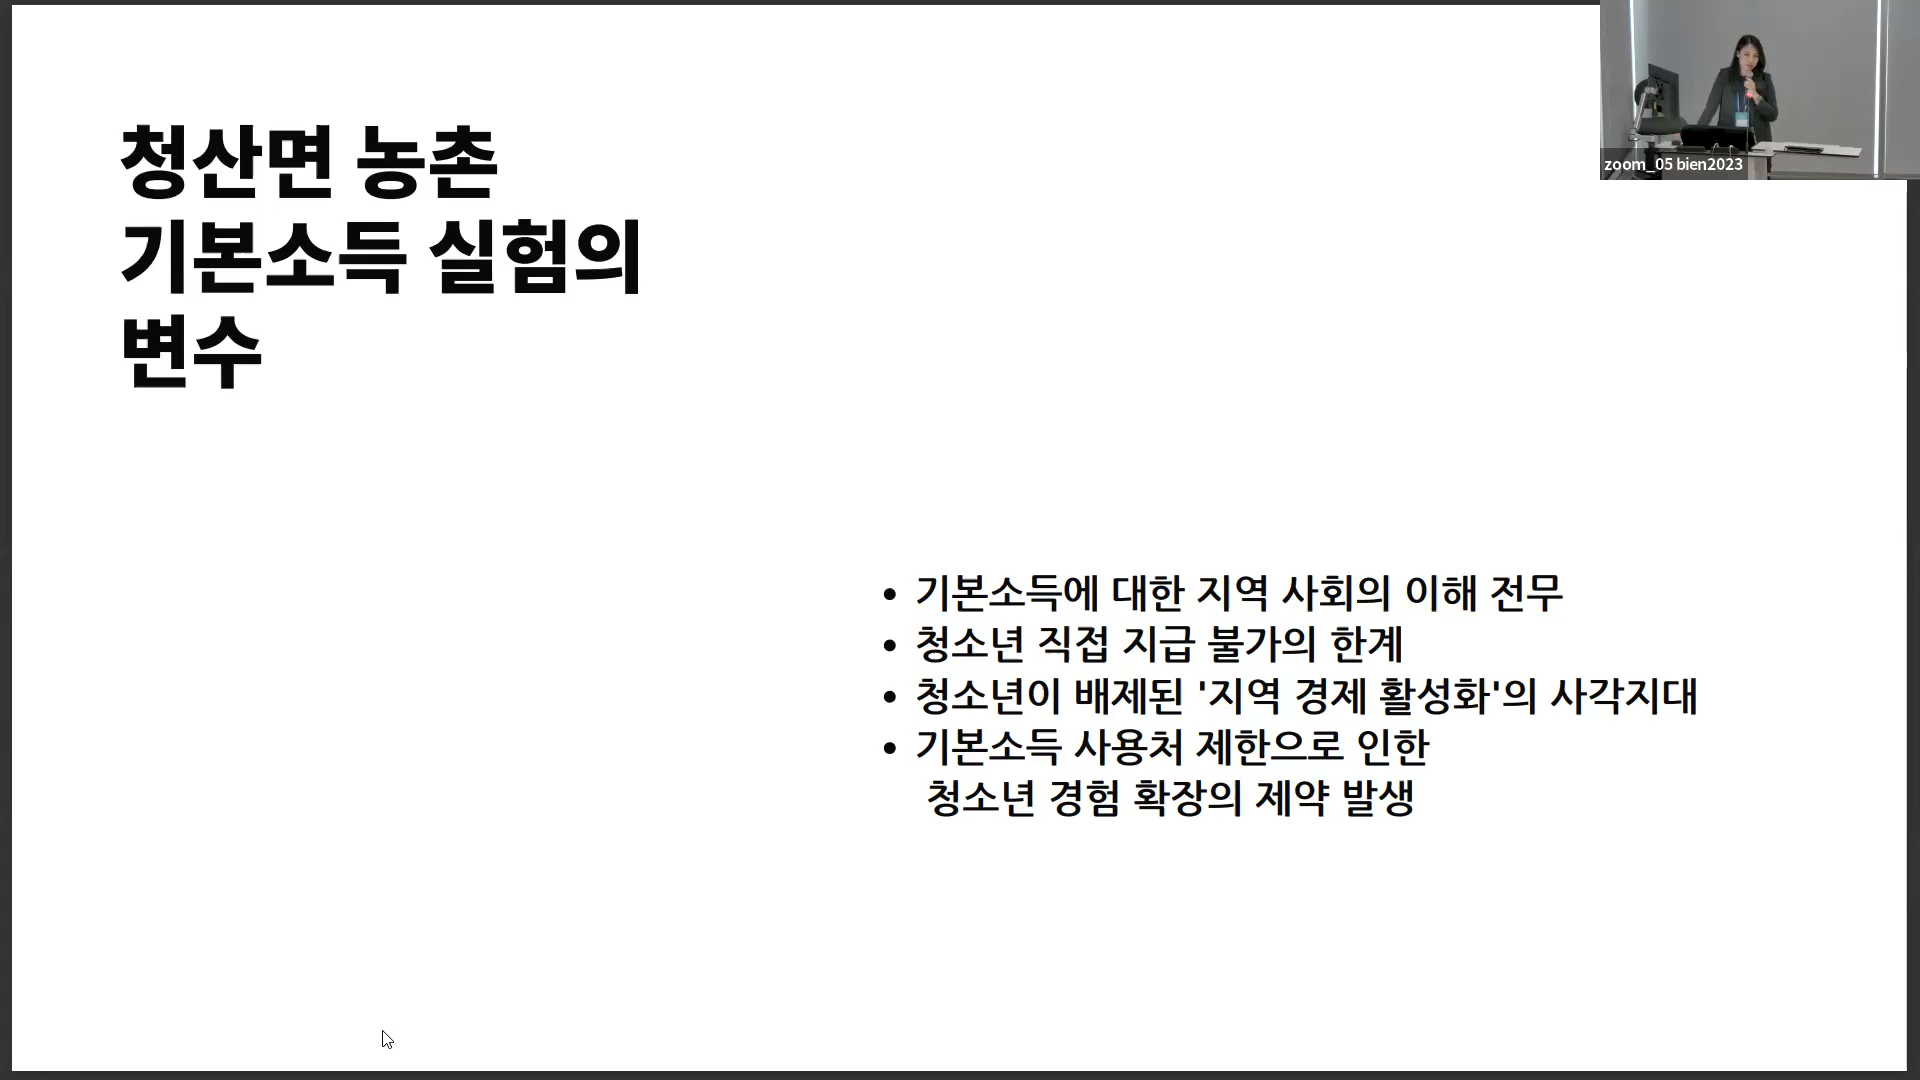 청산면 농촌
기본소득 실험의
변수
zoom_05 bien2023
• 기본소득에 대한 지역 사회의 이해 전무
• 청소년 직접 지급 불가의 한계
• 청소년이 배제된 '지역 경제 활성화'의 사각지대
• 기본소득 사용처 제한으로 인한
청소년 경험 확장의 제약 발생